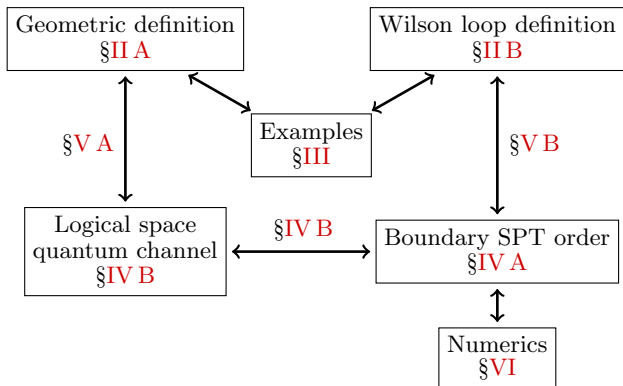 Geometric definition
§II A
Wilson loop definition
§II B
Examples
§III
§V A
§V B
Logical space
quantum channel
§IV B
§IV B
Boundary SPT order
§IV A
Numerics
§VI